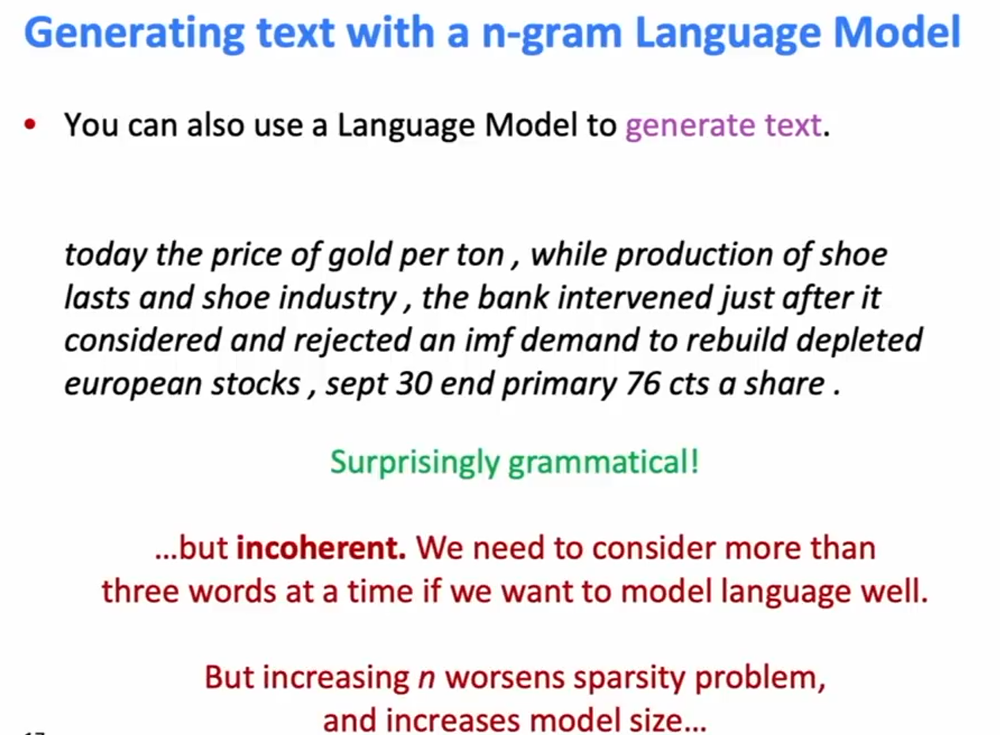 Generating text with a n-gram Language Model
• You can also use a Language Model to generate text.
today the price of gold per ton , while production of shoe
lasts and shoe industry , the bank intervened just after it
considered and rejected an imf demand to rebuild depleted
european stocks , sept 30 end primary 76 cts a share .
Surprisingly grammatical!
...but incoherent. We need to consider more than
three words at a time if we want to model language well.
But increasing n worsens sparsity problem,
and increases model size...